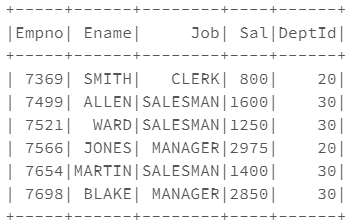 +-----+------+--------+----+------+
|Empno| Ename|     Job| Sal|DeptId|
+-----+------+--------+----+------+
| 7369| SMITH|   CLERK| 800|    20|
| 7499| ALLEN|SALESMAN|1600|    30|
| 7521|  WARD|SALESMAN|1250|    30|
| 7566| JONES| MANAGER|2975|    20|
| 7654|MARTIN|SALESMAN|1400|    30|
| 7698| BLAKE| MANAGER|2850|    30|
+-----+------+--------+----+------+